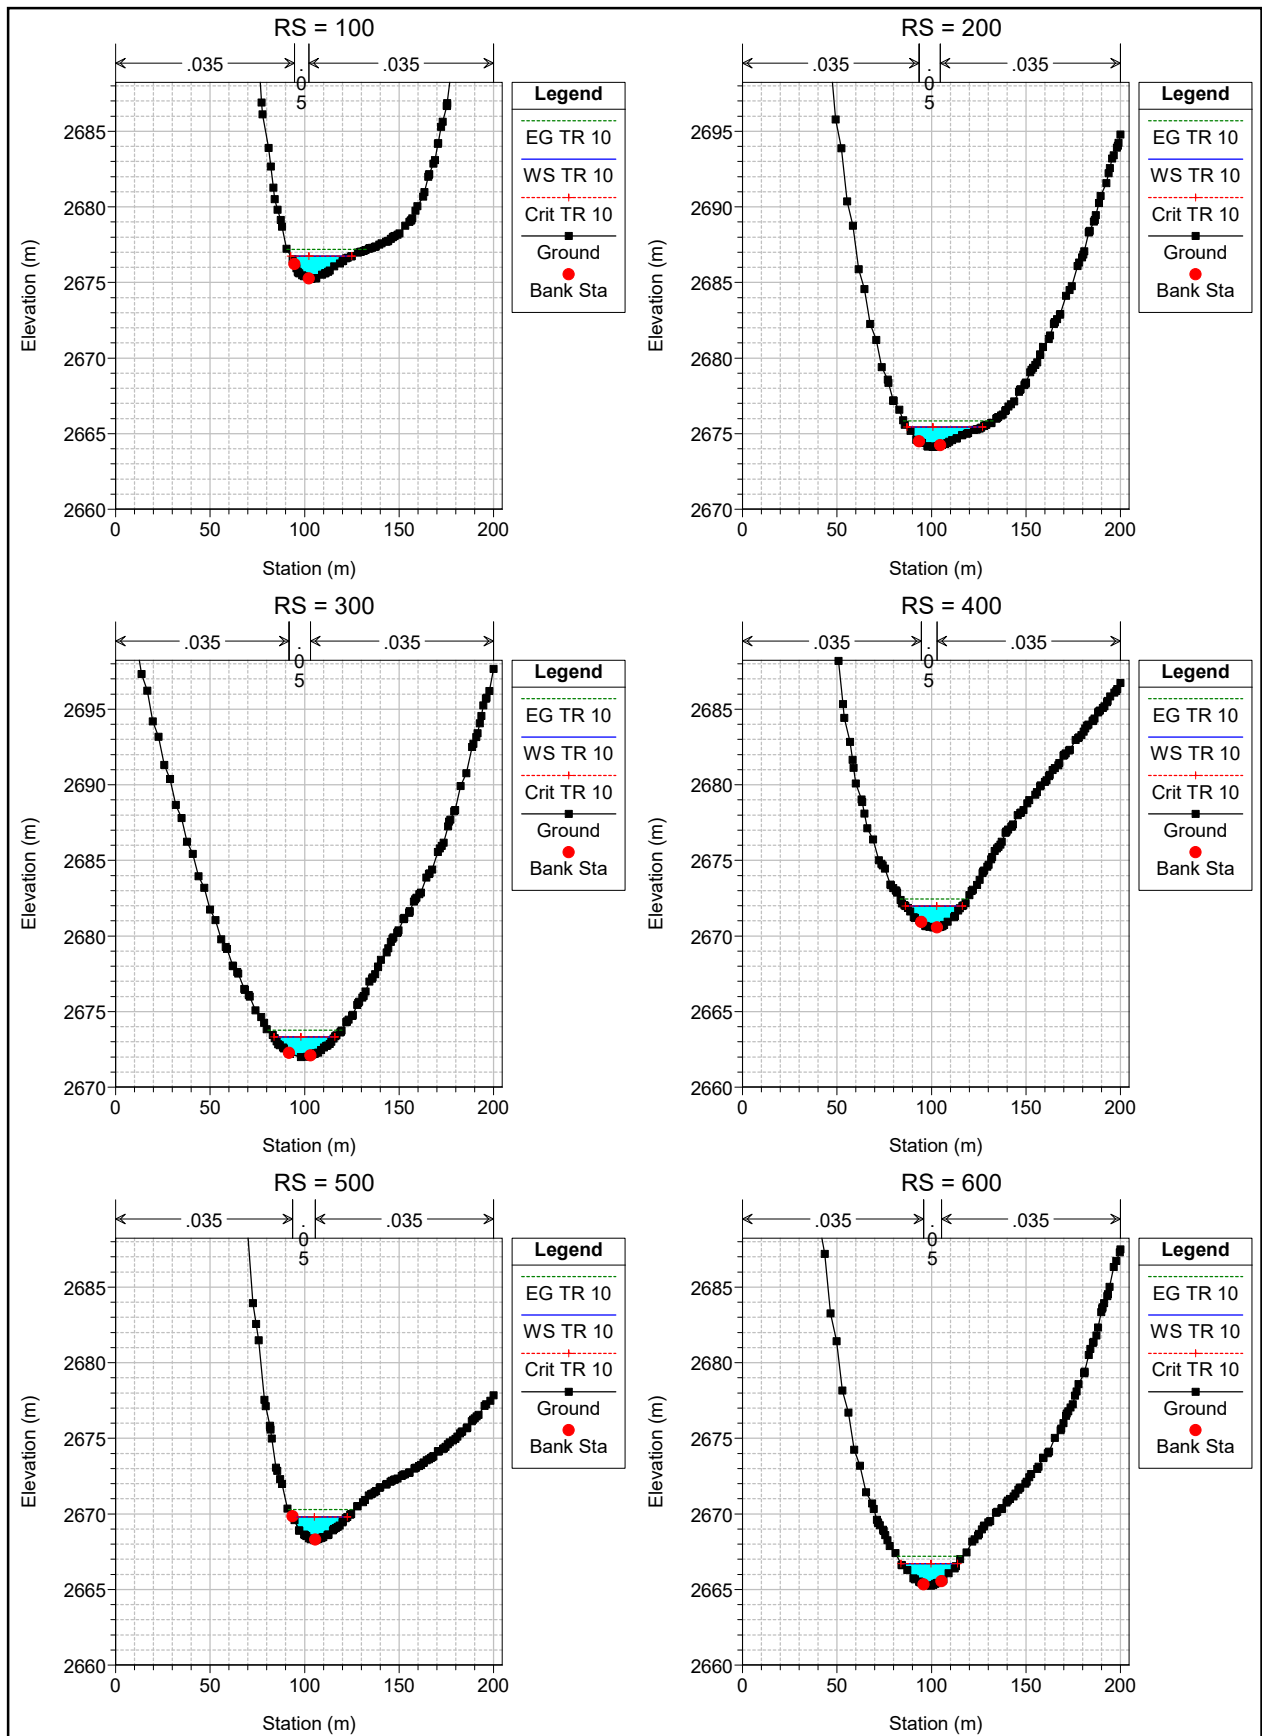 RS = 100
.035
.
0
5
.035
Elevation (m)
2685
2680
2675
2670
2665
2660
0
50
100
150
200
Station (m)
Legend
EG TR 10
WS TR 10
Crit TR 10
Ground
Bank Sta
RS = 200
.035
.
0
5
.035
Elevation (m)
2695
2690
2685
2680
2675
2670
0
50
100
150
200
Station (m)
Legend
EG TR 10
WS TR 10
Crit TR 10
Ground
Bank Sta
RS = 300
.035
.
0
5
.035
Elevation (m)
2695
2690
2685
2680
2675
2670
0
50
100
150
200
Station (m)
Legend
EG TR 10
WS TR 10
Crit TR 10
Ground
Bank Sta
RS = 400
.035
.
0
5
.035
Elevation (m)
2685
2680
2675
2670
2665
2660
0
50
100
150
200
Station (m)
Legend
EG TR 10
WS TR 10
Crit TR 10
Ground
Bank Sta
RS = 500
.035
.
0
5
.035
Elevation (m)
2685
2680
2675
2670
2665
2660
0
50
100
150
200
Station (m)
Legend
EG TR 10
WS TR 10
Crit TR 10
Ground
Bank Sta
RS = 600
.035
.
0
5
.035
Elevation (m)
2685
2680
2675
2670
2665
2660
0
50
100
150
200
Station (m)
Legend
EG TR 10
WS TR 10
Crit TR 10
Ground
Bank Sta